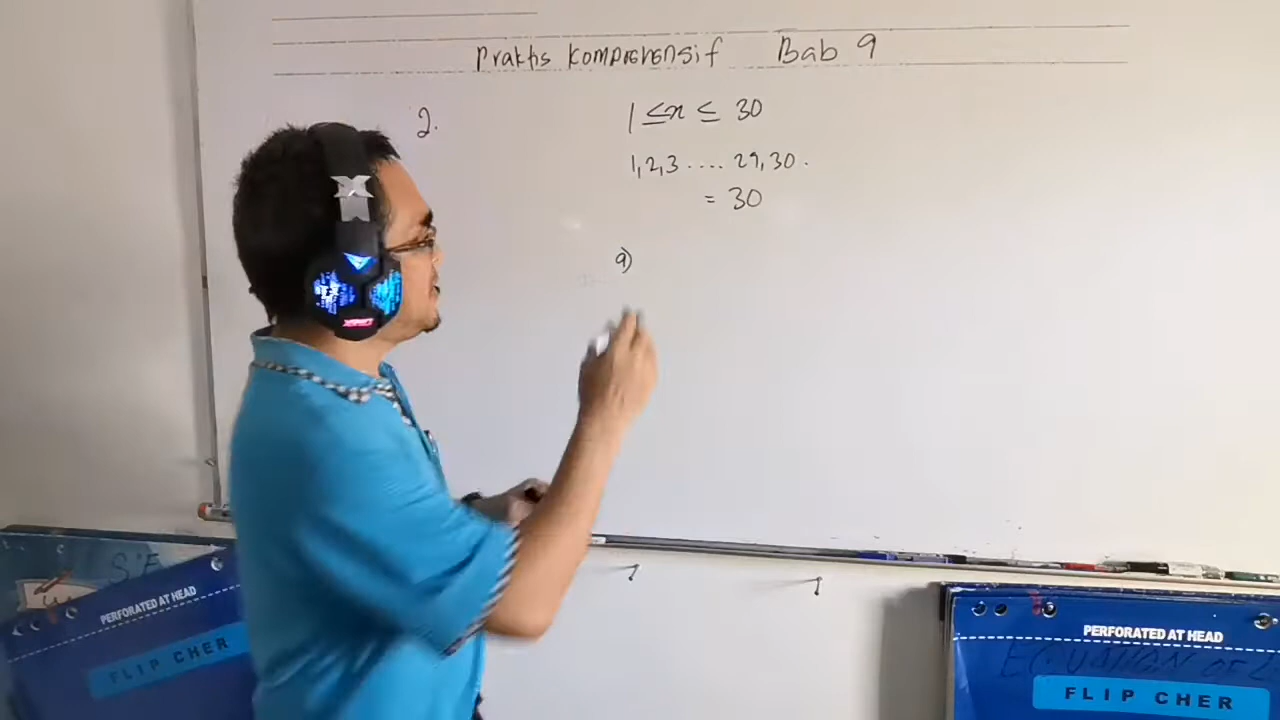 Praktis Komprehensif Bab 9
2. 1 ≤ x ≤ 30
1,2,3 ..... 29,30.
= 30
a)
PERFORATED AT HEAD
FLIP CHER
PERFORATED AT HEAD
FLIP CHER